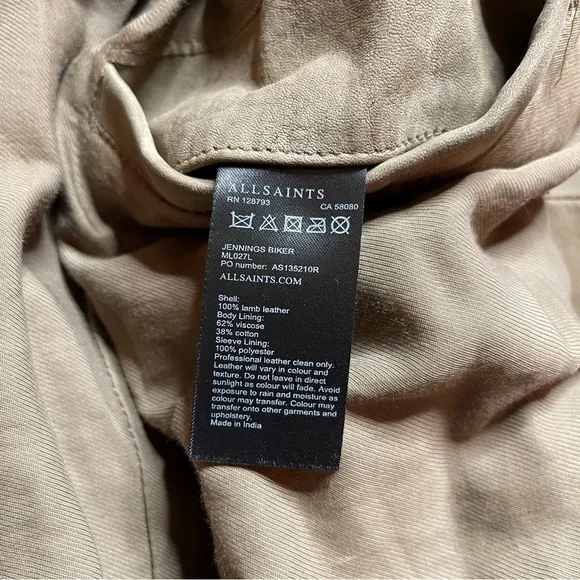 ALLSAINTS
RN 128793 CA 58080
JENNINGS BIKER
ML027L
PO number: AS135210R
ALLSAINTS.COM
Shell:
100% lamb leather
Body Lining:
62% viscose
38% cotton
Sleeve Lining:
100% polyester
Professional leather clean only.
Leather will vary in colour and
texture. Do not leave in direct
sunlight as colour will fade. Avoid
exposure to rain and moisture as
colour may transfer. Colour may
transfer onto other garments and
upholstery.
Made in India